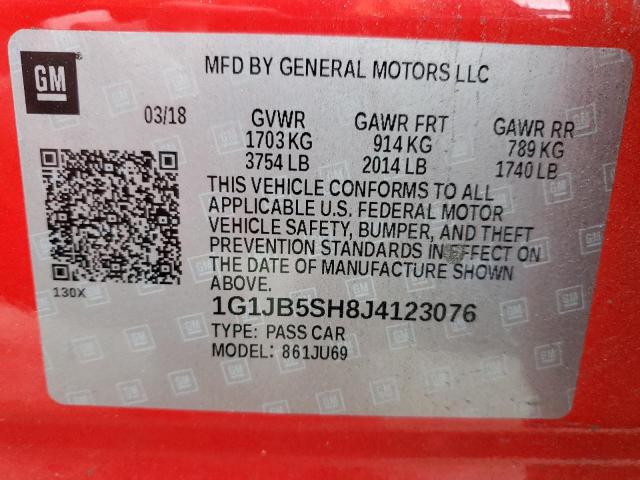 GM
MFD BY GENERAL MOTORS LLC
03/18 GVWR GAWR FRT GAWR RR
1703 KG 914 KG 789 KG
3754 LB 2014 LB 1740 LB
THIS VEHICLE CONFORMS TO ALL
APPLICABLE U.S. FEDERAL MOTOR
VEHICLE SAFETY, BUMPER, AND THEFT
PREVENTION STANDARDS IN EFFECT ON
THE DATE OF MANUFACTURE SHOWN
ABOVE.
130X
1G1JB5SH8J4123076
TYPE: PASS CAR
MODEL: 861JU69